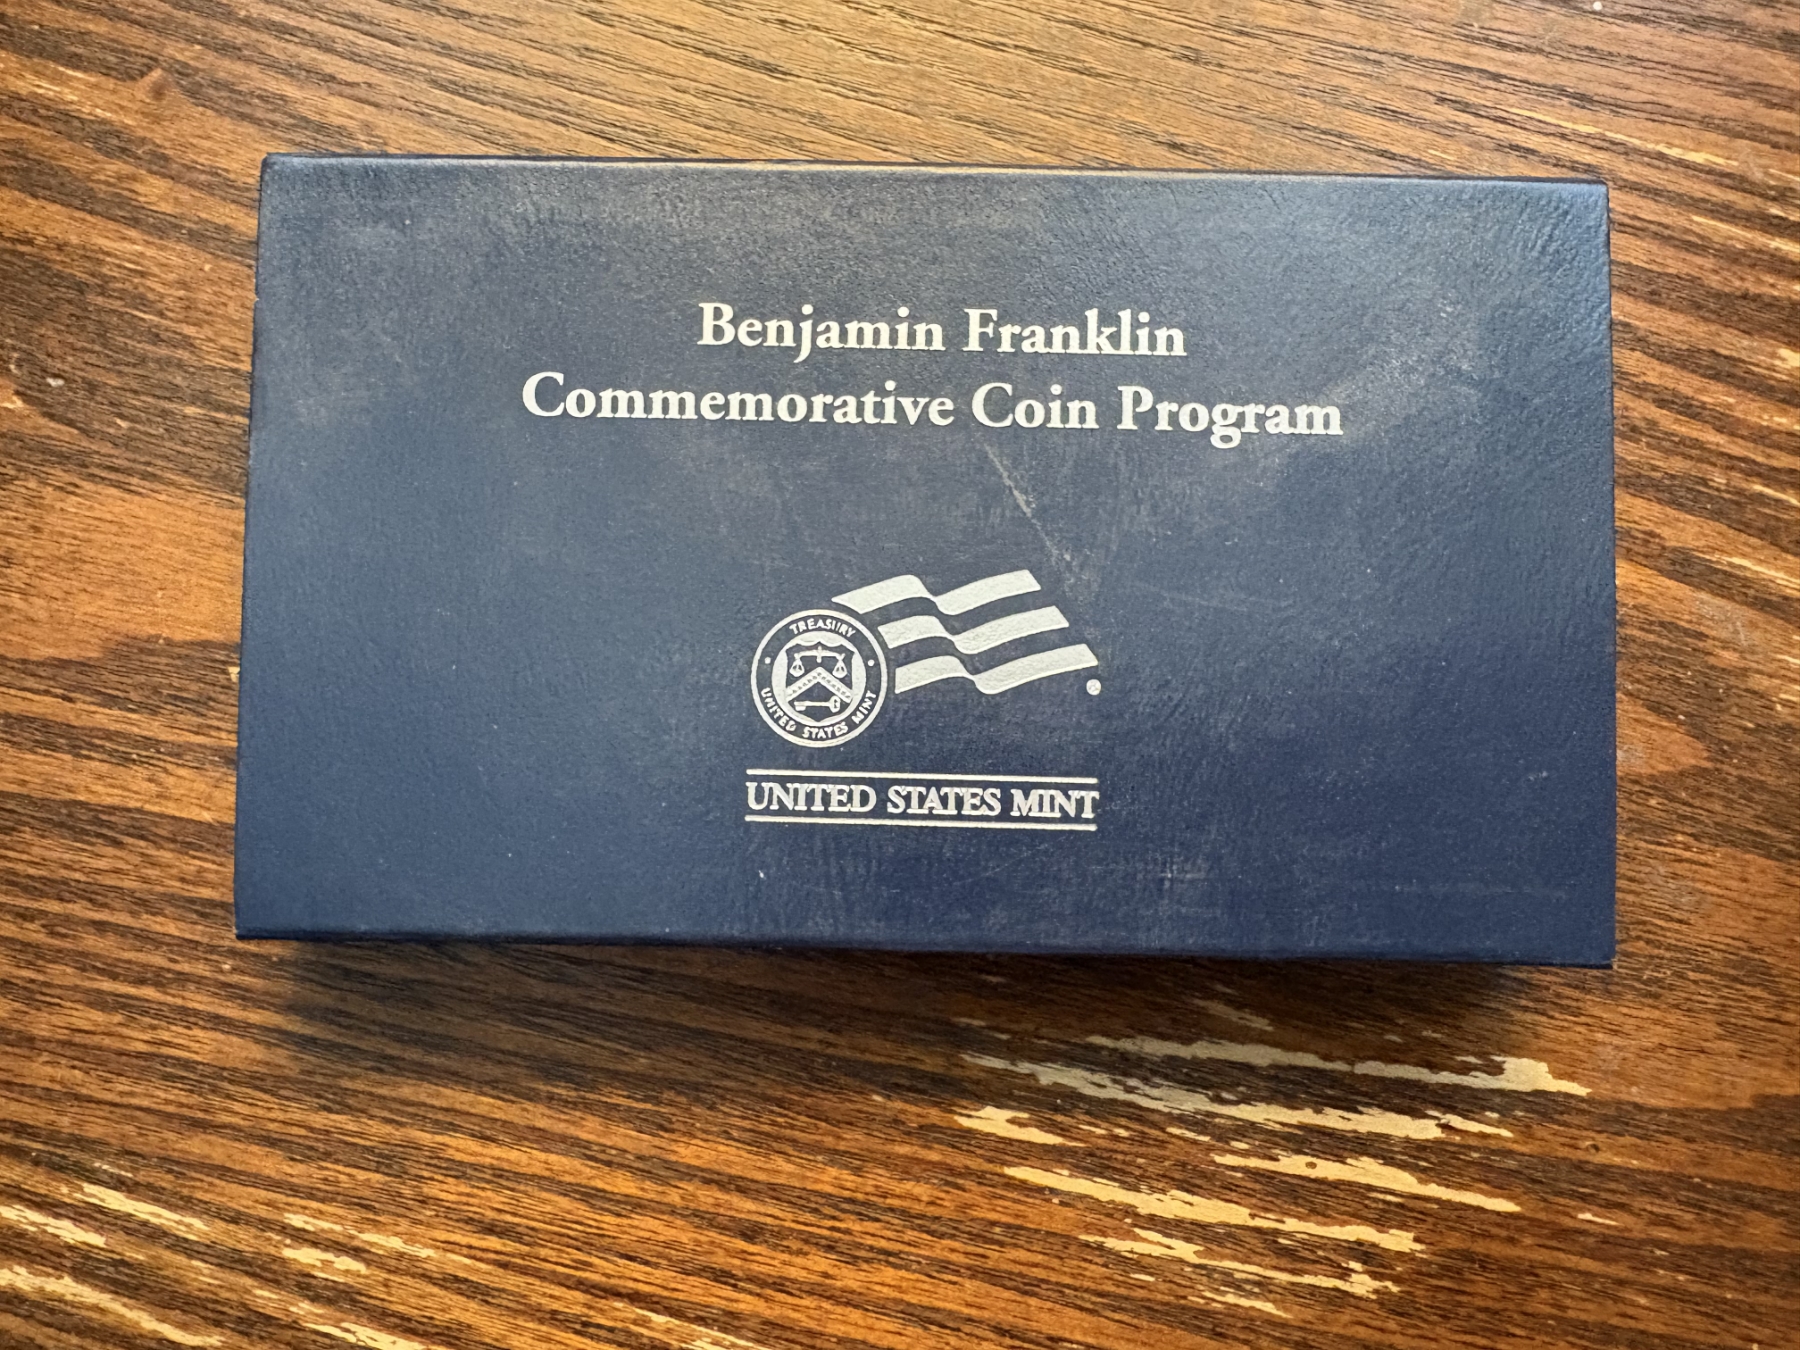 Benjamin Franklin
Commemorative Coin Program
TREASURY
UNITED STATES MINT
UNITED STATES MINT